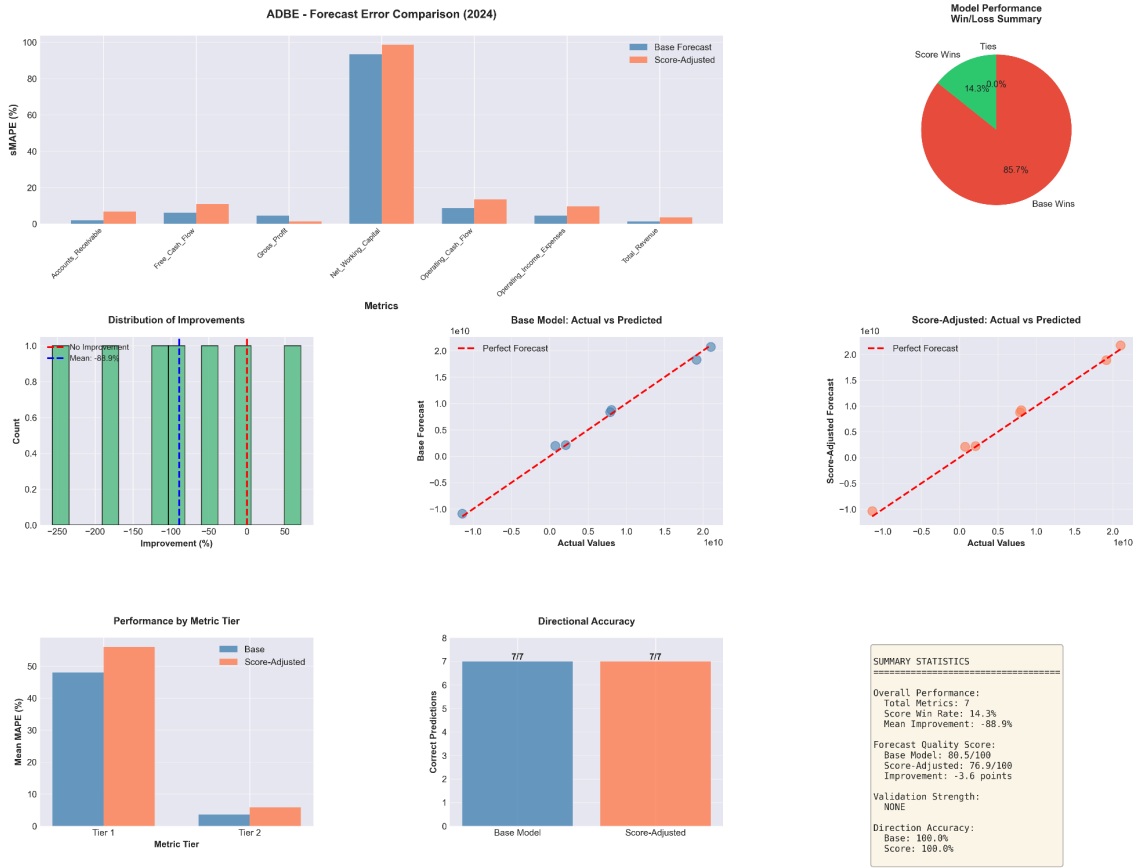 ADBE - Forecast Error Comparison (2024)
Model Performance
Win/Loss Summary
sMAPE (%)
100
80
60
40
20
0
Base Forecast
Score-Adjusted
Accounts_Receivable
Free_Cash_Flow
Gross_Profit
Net_Working_Capital
Operating_Cash_Flow
Operating_Income_Expenses
Total_Revenue
Metrics
Score Wins
Ties
14.3%
0.0%
85.7%
Base Wins
Distribution of Improvements
No Improvement
Mean: -88.9%
Count
1.0
0.8
0.6
0.4
0.2
0.0
−250
−200
−150
−100
−50
0
50
Improvement (%)
Base Model: Actual vs Predicted
1e10
Perfect Forecast
Base Forecast
2.0
1.5
1.0
0.5
0.0
−0.5
−1.0
−1.0
−0.5
0.0
0.5
1.0
1.5
2.0
1e10
Actual Values
Score-Adjusted: Actual vs Predicted
1e10
Perfect Forecast
Score-Adjusted Forecast
2.0
1.5
1.0
0.5
0.0
−0.5
−1.0
−1.0
−0.5
0.0
0.5
1.0
1.5
2.0
1e10
Actual Values
Performance by Metric Tier
Base
Score-Adjusted
Mean MAPE (%)
50
40
30
20
10
0
Tier 1
Tier 2
Metric Tier
Directional Accuracy
Correct Predictions
8
7
6
5
4
3
2
1
0
7/7
7/7
Base Model
Score-Adjusted
SUMMARY STATISTICS
===================================
Overall Performance:
Total Metrics: 7
Score Win Rate: 14.3%
Mean Improvement: -88.9%
Forecast Quality Score:
Base Model: 80.5/100
Score-Adjusted: 76.9/100
Improvement: -3.6 points
Validation Strength:
NONE
Direction Accuracy:
Base: 100.0%
Score: 100.0%